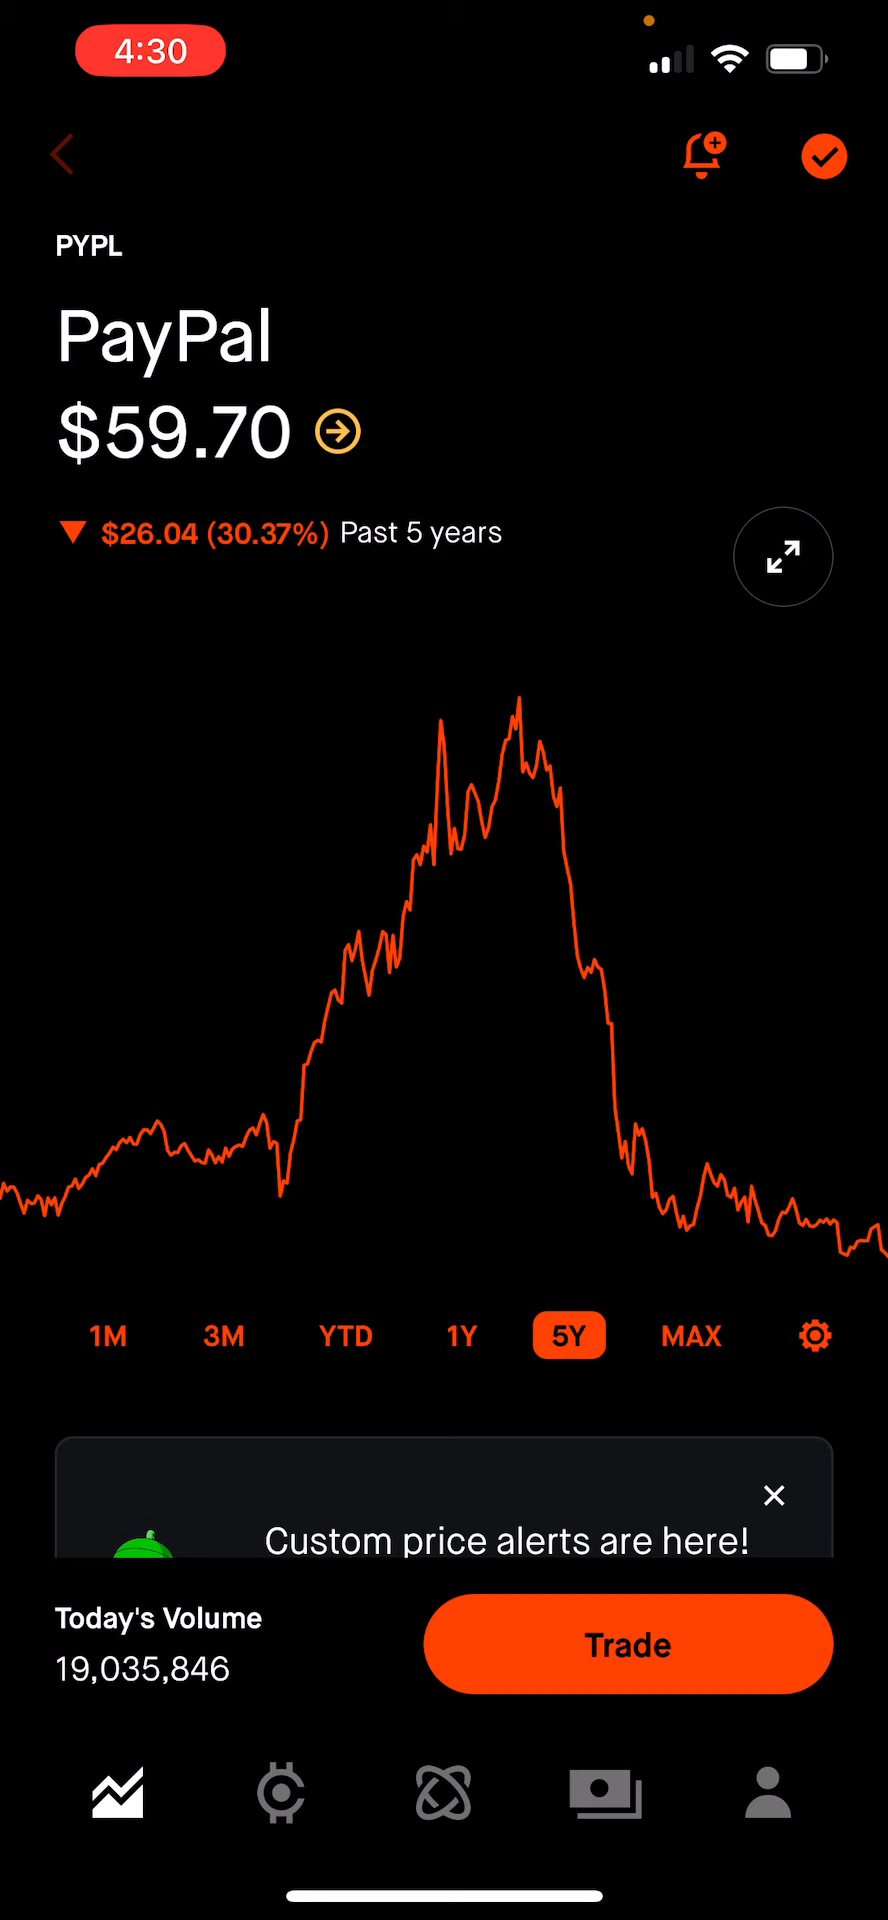 4:30
PYPL
PayPal
$59.70
$26.04 (30.37%) Past 5 years
1M 3M YTD 1Y 5Y MAX
Custom price alerts are here!
Today's Volume
19,035,846
Trade